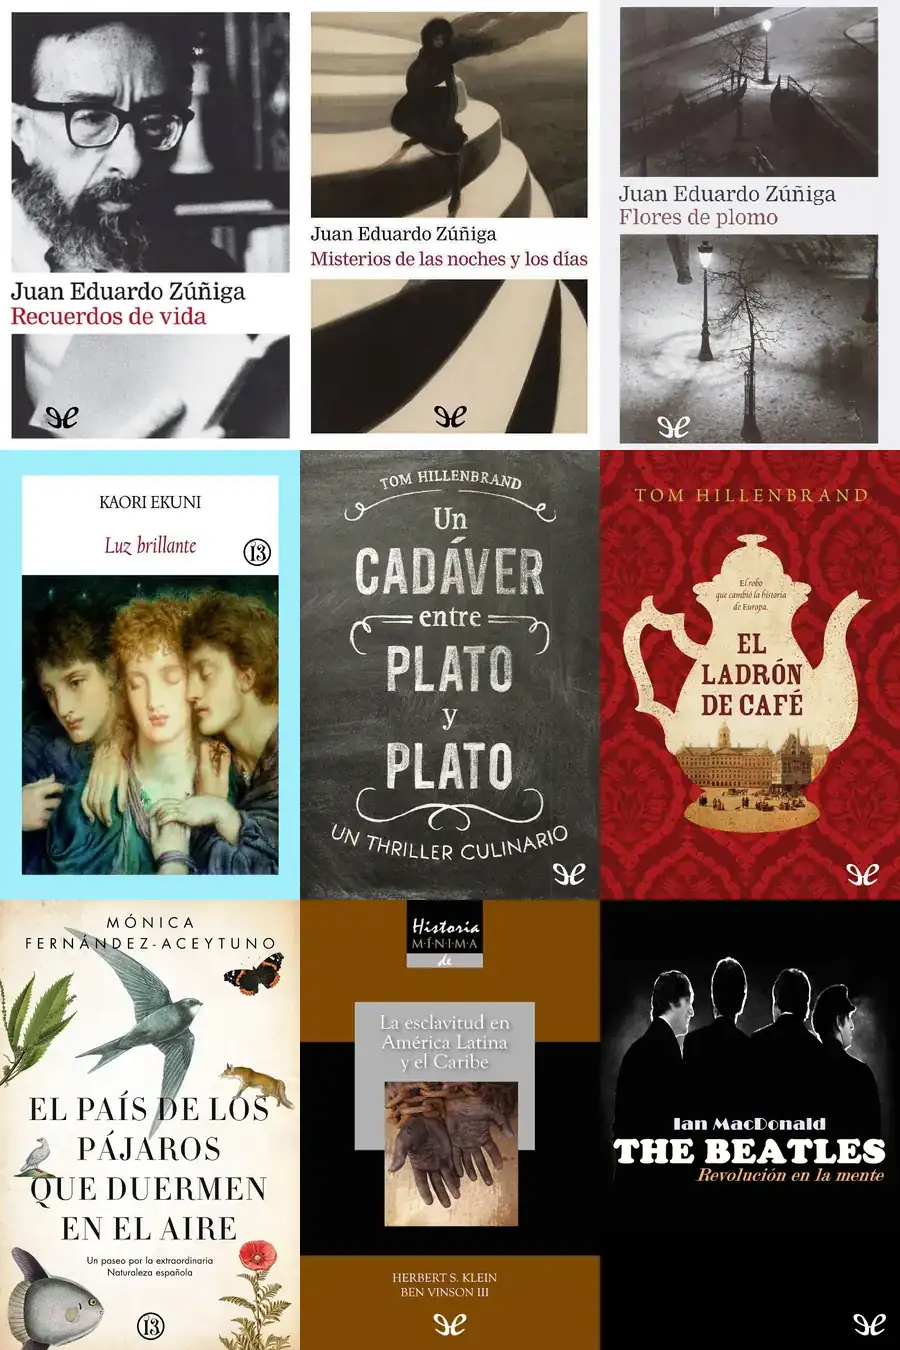 Juan Eduardo Zúñiga
Recuerdos de vida
Juan Eduardo Zúñiga
Misterios de las noches y los días
Juan Eduardo Zúñiga
Flores de plomo
KAORI EKUNI
Luz brillante
13
TOM HILLENBRAND
Un
CADÁVER
entre
PLATO
y
PLATO
UN THRILLER CULINARIO
TOM HILLENBRAND
El robo
que cambió la historia
de Europa.
EL
LADRÓN
DE CAFÉ
MÓNICA
FERNÁNDEZ-ACEYTUNO
EL PAÍS DE LOS
PÁJAROS
QUE DUERMEN
EN EL AIRE
Un paseo por la extraordinaria
Naturaleza española
13
Historia
MÍNIMA
de
La esclavitud en
América Latina
y el Caribe
HERBERT S. KLEIN
BEN VINSON III
Ian MacDonald
THE BEATLES
Revolución en la mente